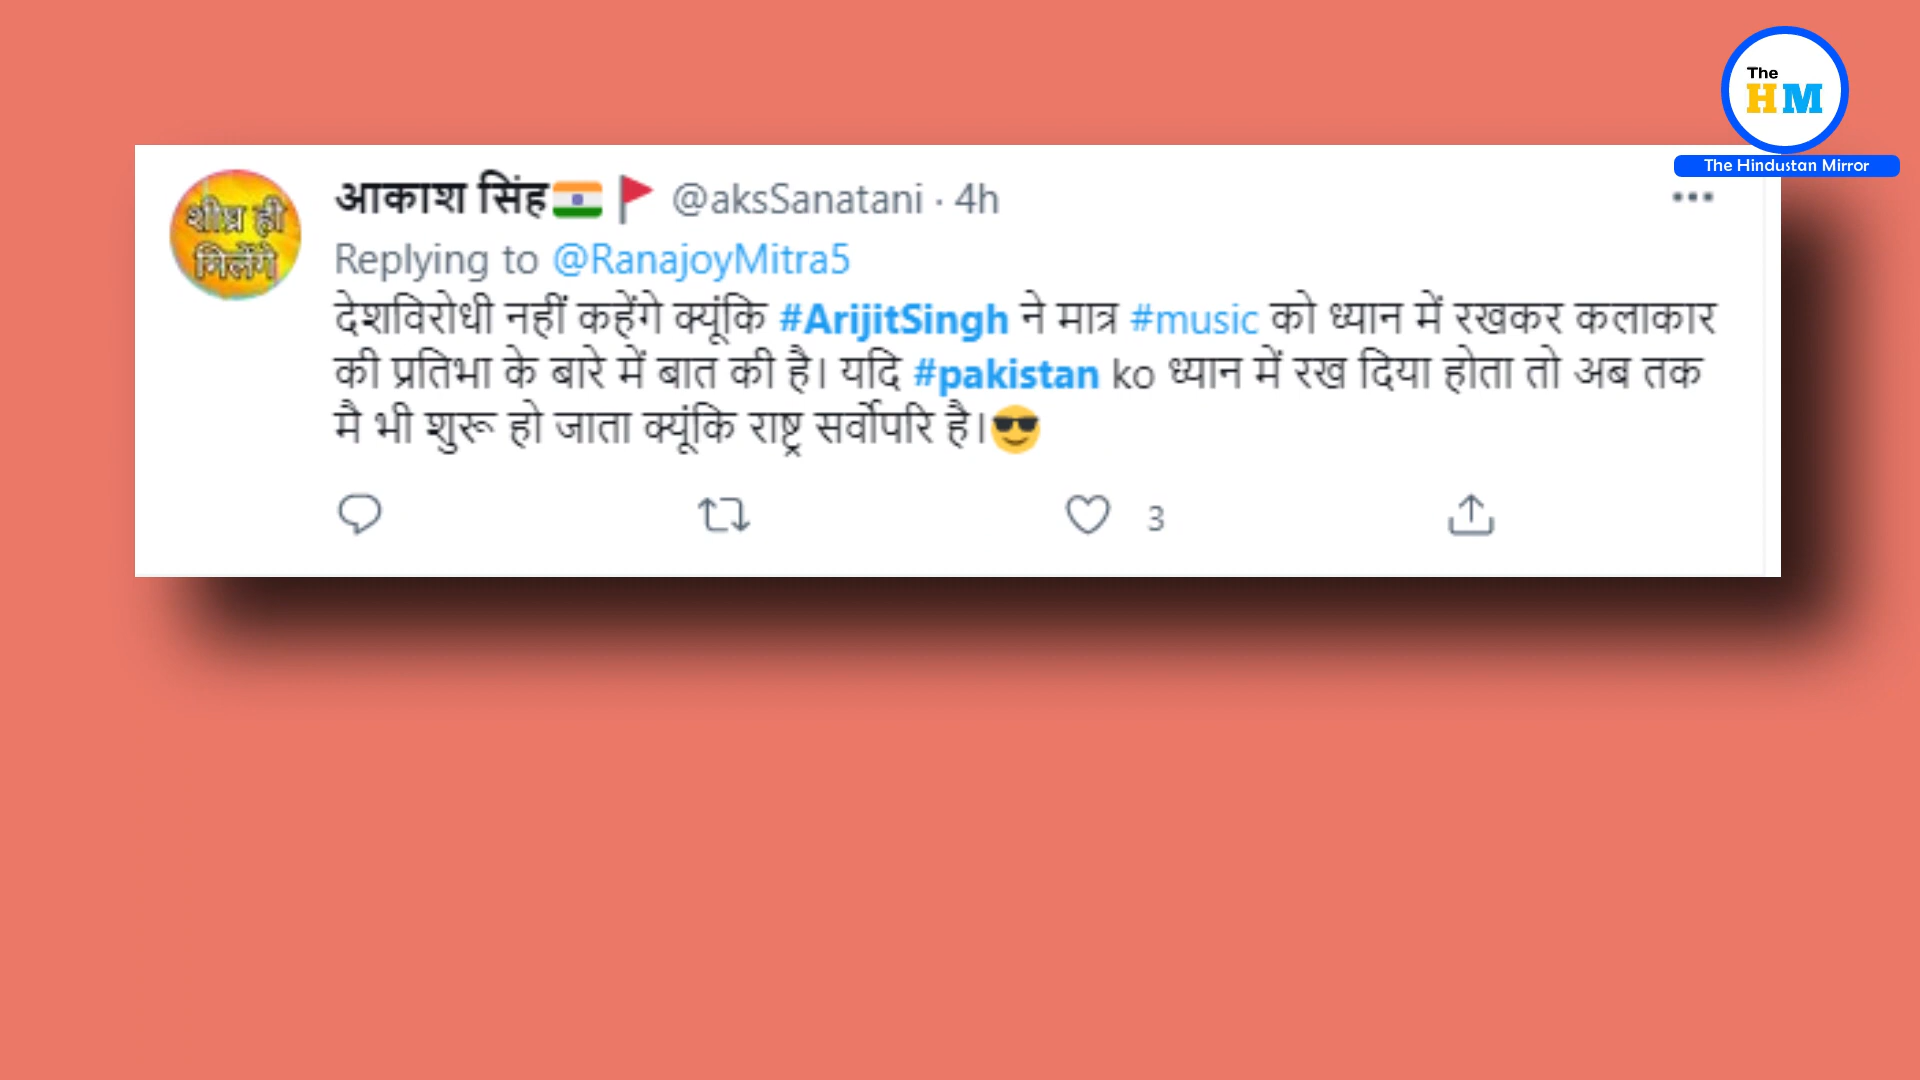 The
HM
The Hindustan Mirror
शीघ्र ही
मिलेंगे
आकाश सिंह🇮🇳🚩 @aksSanatani · 4h
Replying to @RanajoyMitra5
देशविरोधी नहीं कहेंगे क्यूंकि #ArijitSingh ने मात्र #music को ध्यान में रखकर कलाकार
की प्रतिभा के बारे में बात की है। यदि #pakistan ko ध्यान में रख दिया होता तो अब तक
मै भी शुरू हो जाता क्यूंकि राष्ट्र सर्वोपरि है।😎
3